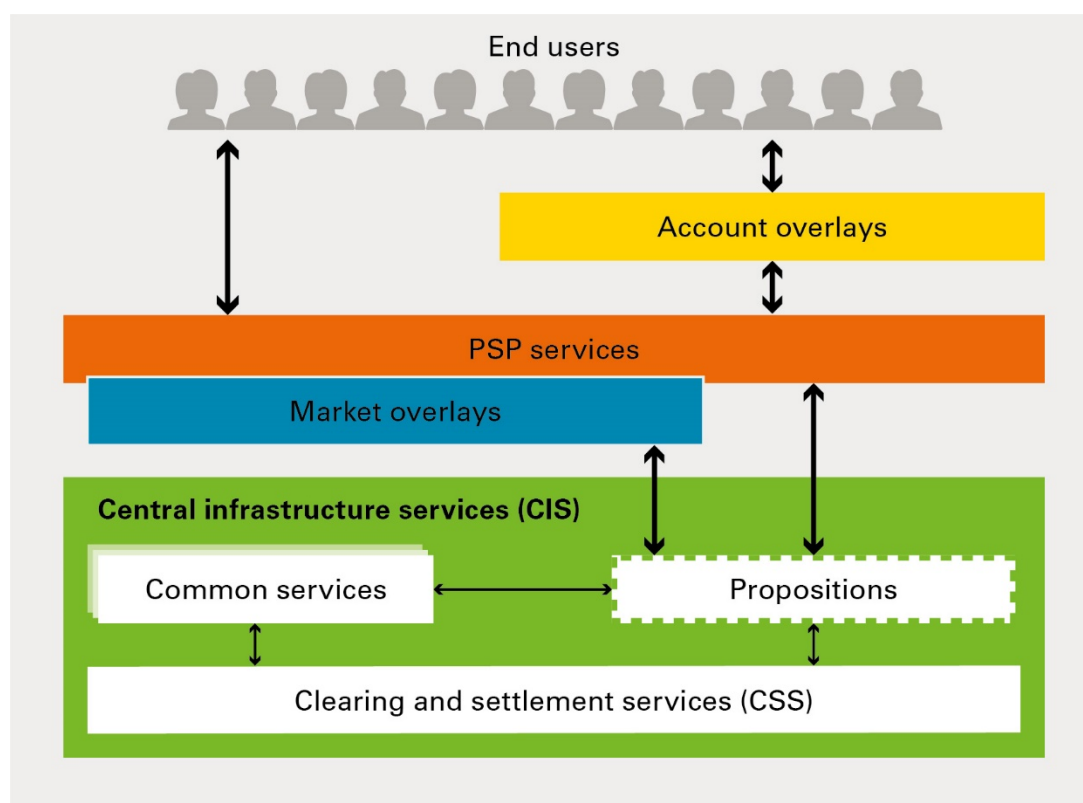 End users
Account overlays
PSP services
Market overlays
Central infrastructure services (CIS)
Common services
Propositions
Clearing and settlement services (CSS)